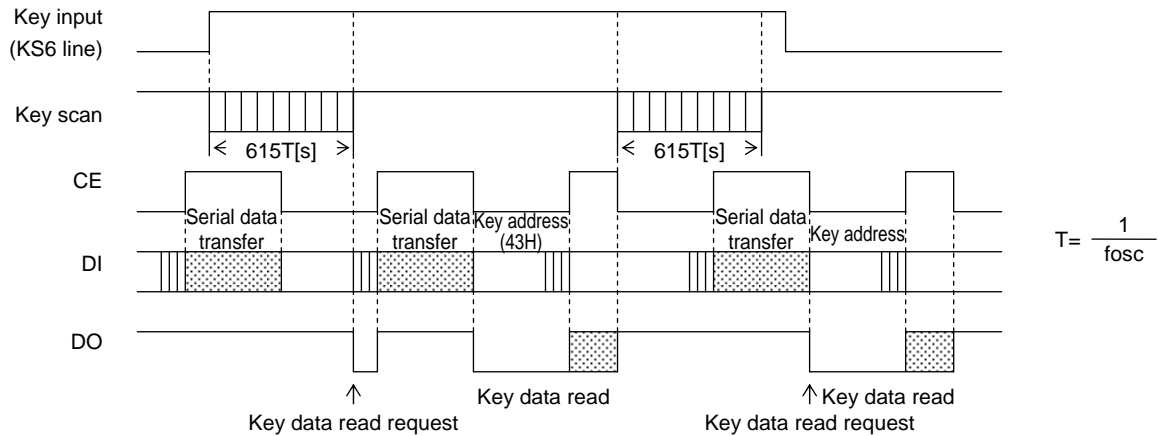 Key input
(KS6 line)
Key scan
615T[s]
615T[s]
CE
Serial data
transfer
Serial data
transfer
Key address
(43H)
Serial data
transfer
Key address
T= 1
fosc
DI
DO
Key data read
Key data read
Key data read request
Key data read request